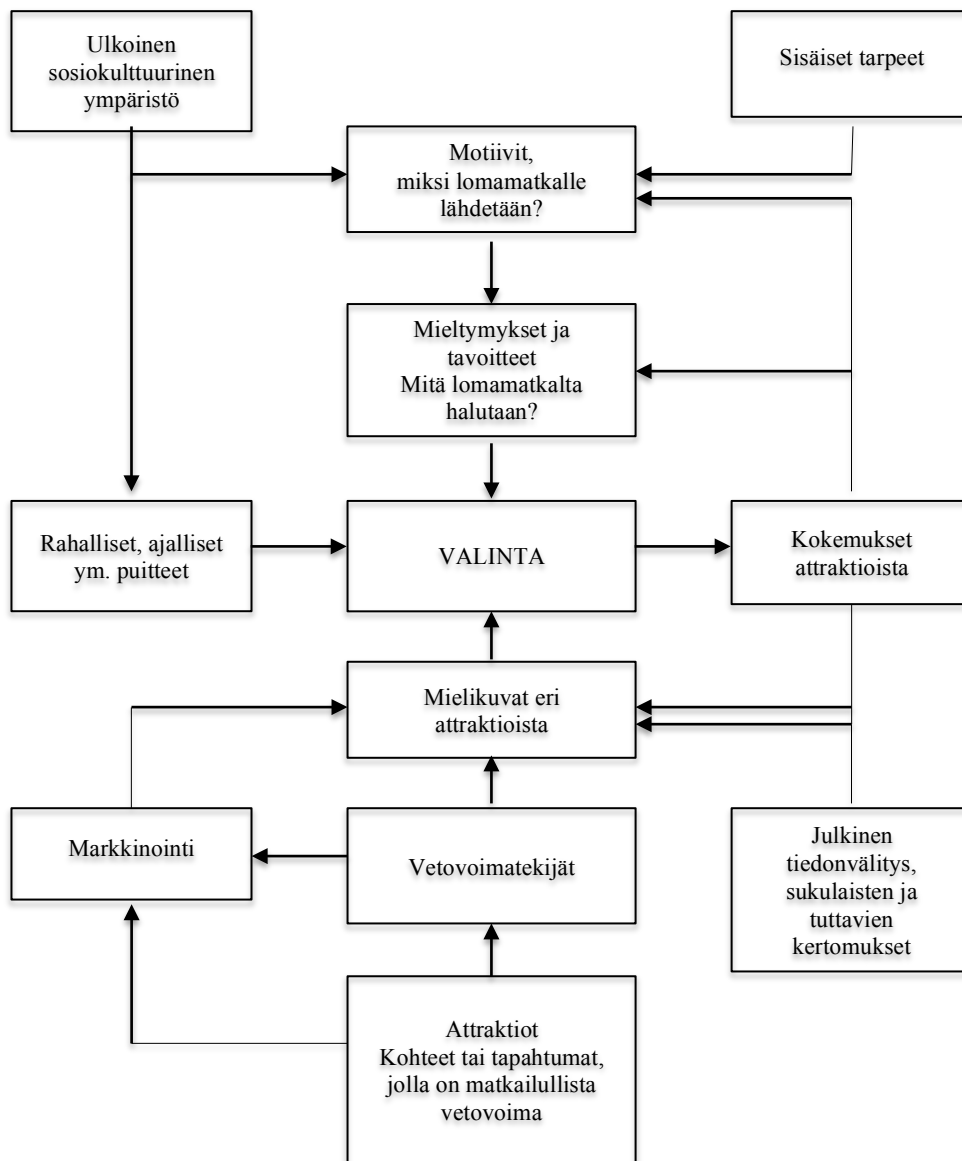 Ulkoinen
sosiokulttuurinen
ympäristö
Sisäiset tarpeet
Motiivit,
miksi lomamatkalle
lähdetään?
Mieltymykset ja
tavoitteet
Mitä lomamatkalta
halutaan?
Rahalliset, ajalliset
ym. puitteet
VALINTA
Kokemukset
attraktioista
Mielikuvat eri
attraktioista
Markkinointi
Vetovoimatekijät
Julkinen
tiedonvälitys,
sukulaisten ja
tuttavien
kertomukset
Attraktiot
Kohteet tai tapahtumat,
jolla on matkailullista
vetovoima